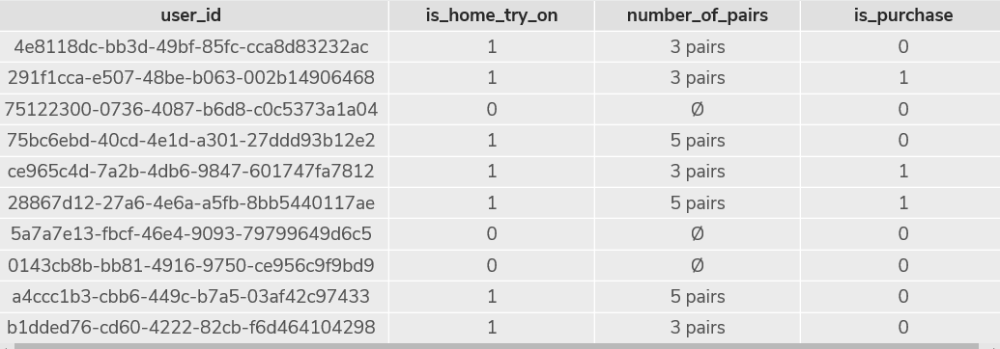 user_id is_home_try_on number_of_pairs is_purchase
4e8118dc-bb3d-49bf-85fc-cca8d83232ac 1 3 pairs 0
291f1cca-e507-48be-b063-002b14906468 1 3 pairs 1
75122300-0736-4087-b6d8-c0c5373a1a04 0 Ø 0
75bc6ebd-40cd-4e1d-a301-27ddd93b12e2 1 5 pairs 0
ce965c4d-7a2b-4db6-9847-601747fa7812 1 3 pairs 1
28867d12-27a6-4e6a-a5fb-8bb5440117ae 1 5 pairs 1
5a7a7e13-fbcf-46e4-9093-79799649d6c5 0 Ø 0
0143cb8b-bb81-4916-9750-ce956c9f9bd9 0 Ø 0
a4ccc1b3-cbb6-449c-b7a5-03af42c97433 1 5 pairs 0
b1dded76-cd60-4222-82cb-f6d464104298 1 3 pairs 0